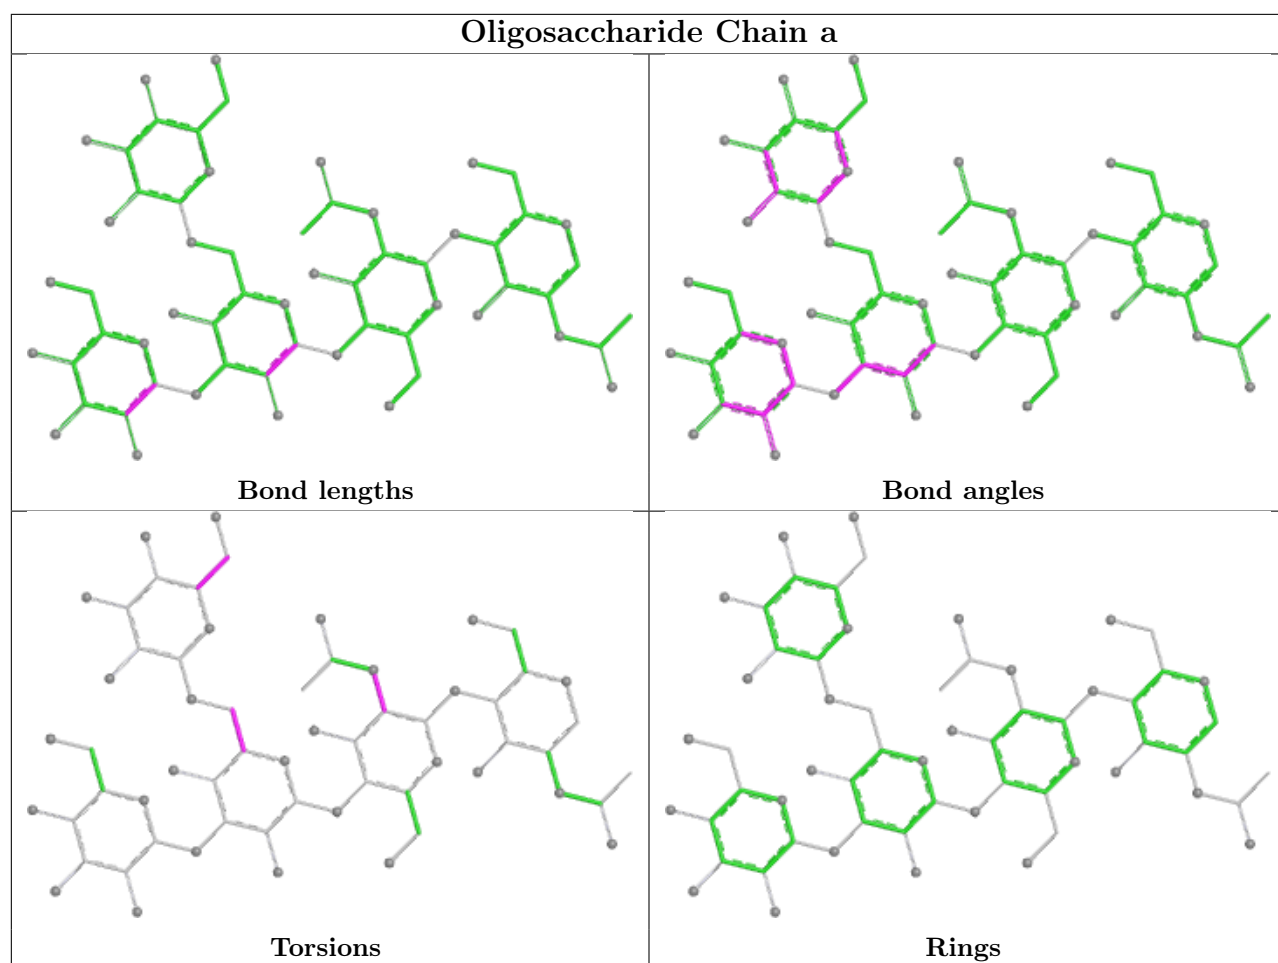 Oligosaccharide Chain a
Bond lengths
Bond angles
Torsions
Rings